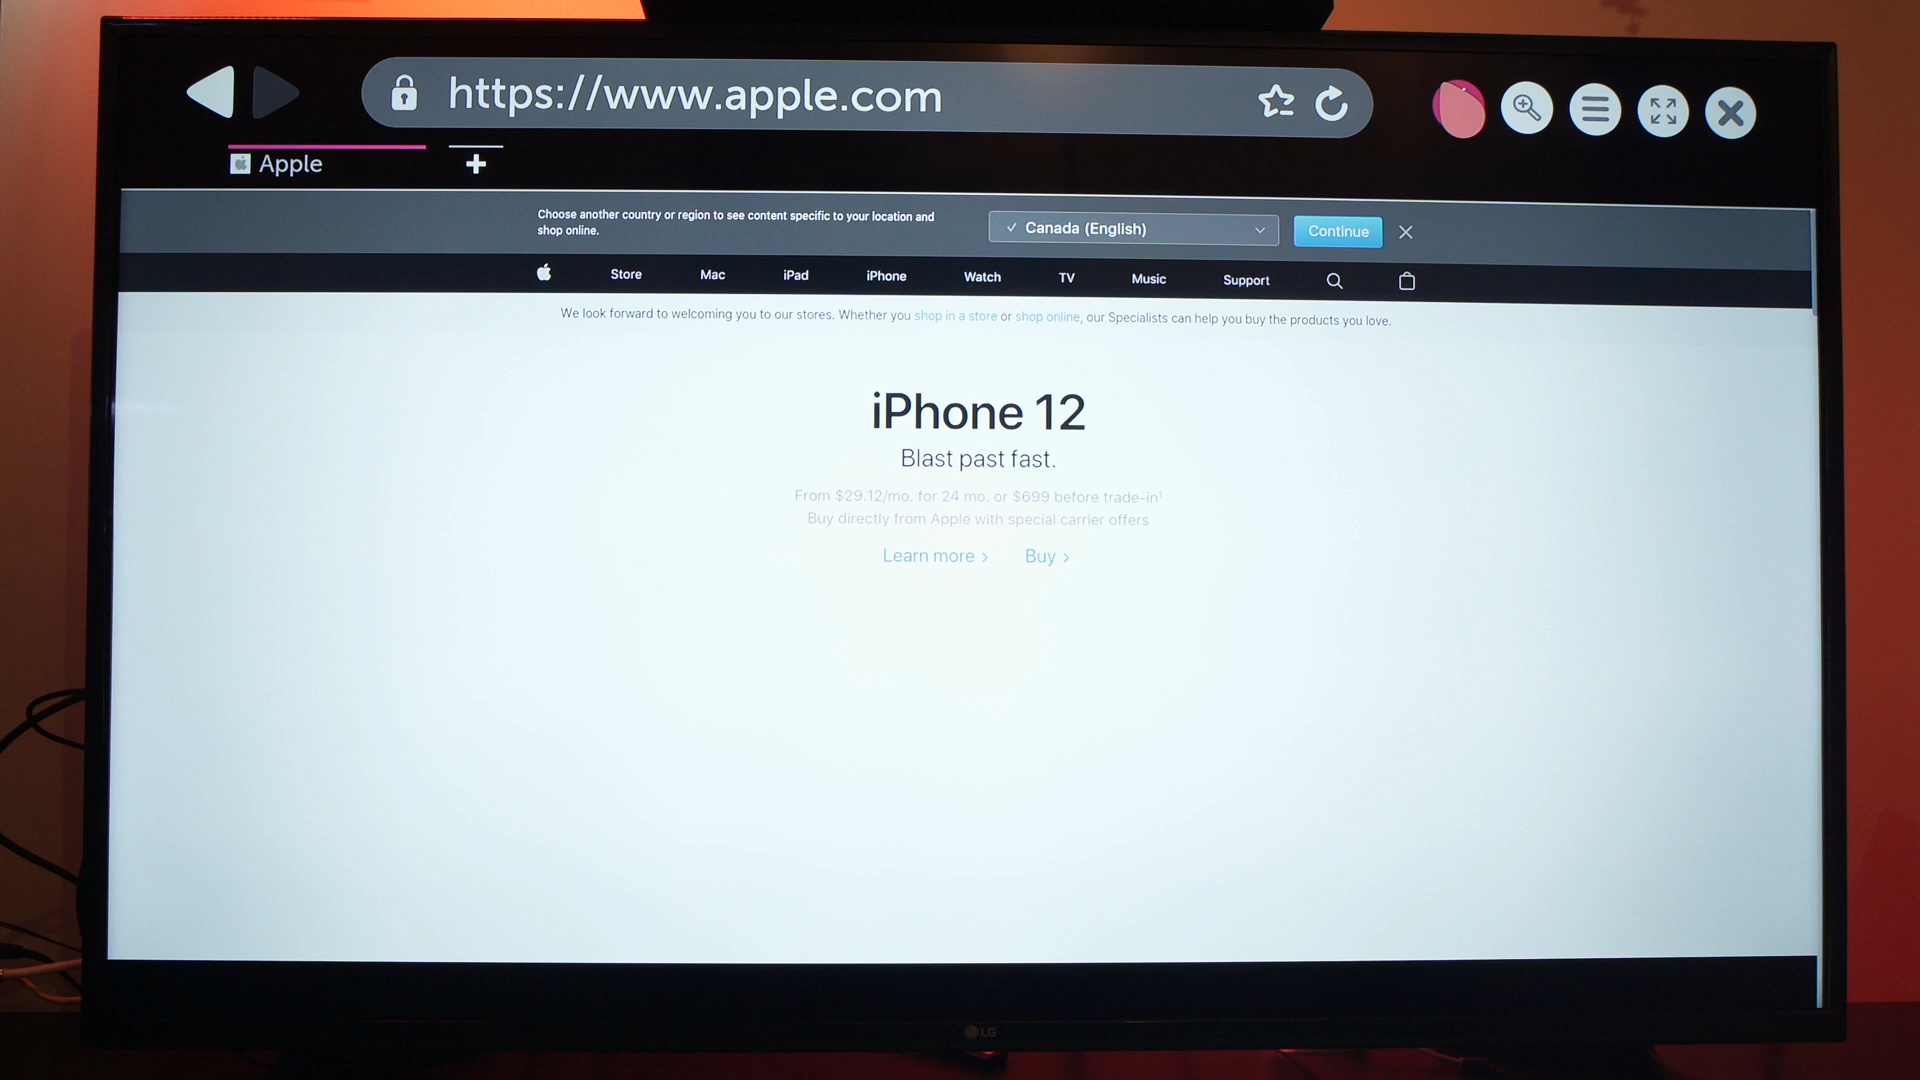 https://www.apple.com
Apple
Choose another country or region to see content specific to your location and
shop online.
Canada (English)
Continue
Store Mac iPad iPhone Watch TV Music Support
We look forward to welcoming you to our stores. Whether you shop in a store or shop online, our Specialists can help you buy the products you love.
iPhone 12
Blast past fast.
From $29.12/mo. for 24 mo. or $699 before trade-in¹
Buy directly from Apple with special carrier offers
Learn more > Buy >
LG